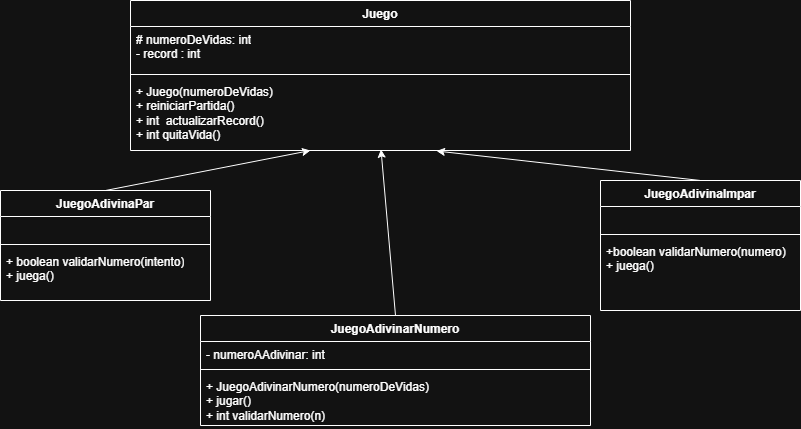 Juego
# numeroDeVidas: int
- record : int
+ Juego(numeroDeVidas)
+ reiniciarPartida()
+ int  actualizarRecord()
+ int quitaVida()
JuegoAdivinaPar
+ boolean validarNumero(intento)
+ juega()
JuegoAdivinaImpar
+boolean validarNumero(numero)
+ juega()
JuegoAdivinarNumero
- numeroAAdivinar: int
+ JuegoAdivinarNumero(numeroDeVidas)
+ jugar()
+ int validarNumero(n)